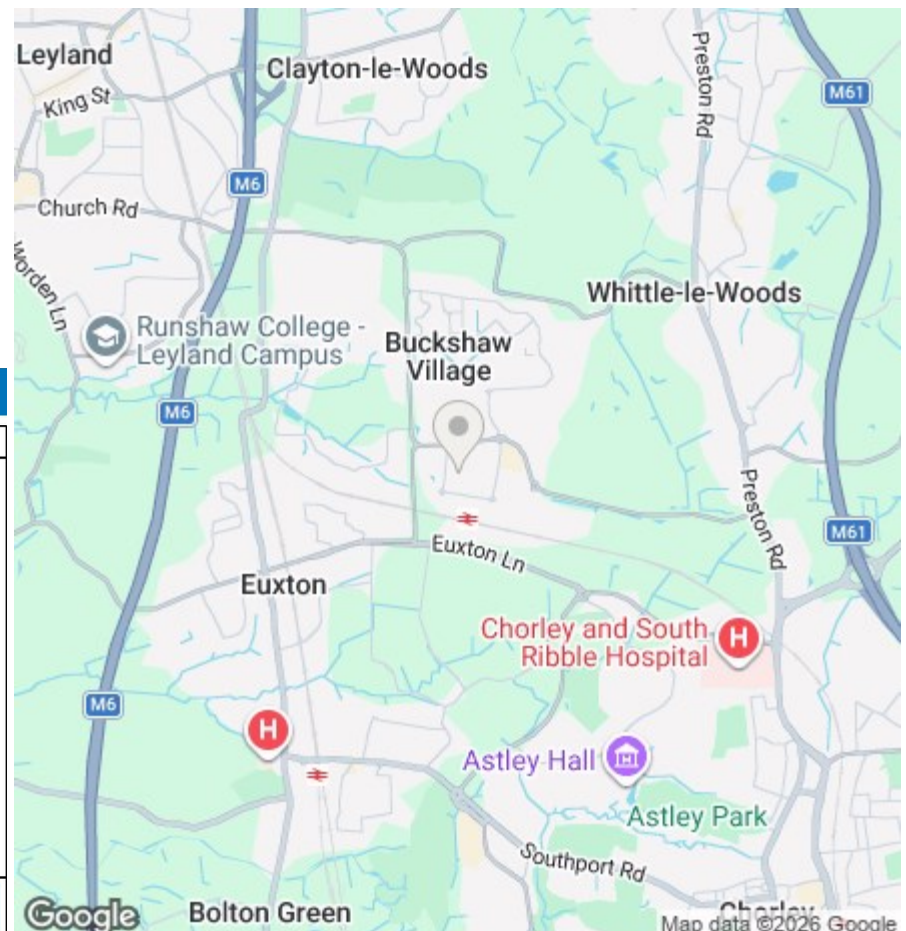 Leyland
Clayton-le-Woods
King St
Preston Rd
M61
M6
Church Rd
Worden Ln
Whittle-le-Woods
Runshaw College -
Leyland Campus
Buckshaw
Village
M6
Preston Rd
M61
Euxton Ln
Euxton
Chorley and South
Ribble Hospital
H
M6
H
Astley Hall
Astley Park
Southport Rd
Google
Bolton Green
Chorley
Map data ©2026 Google